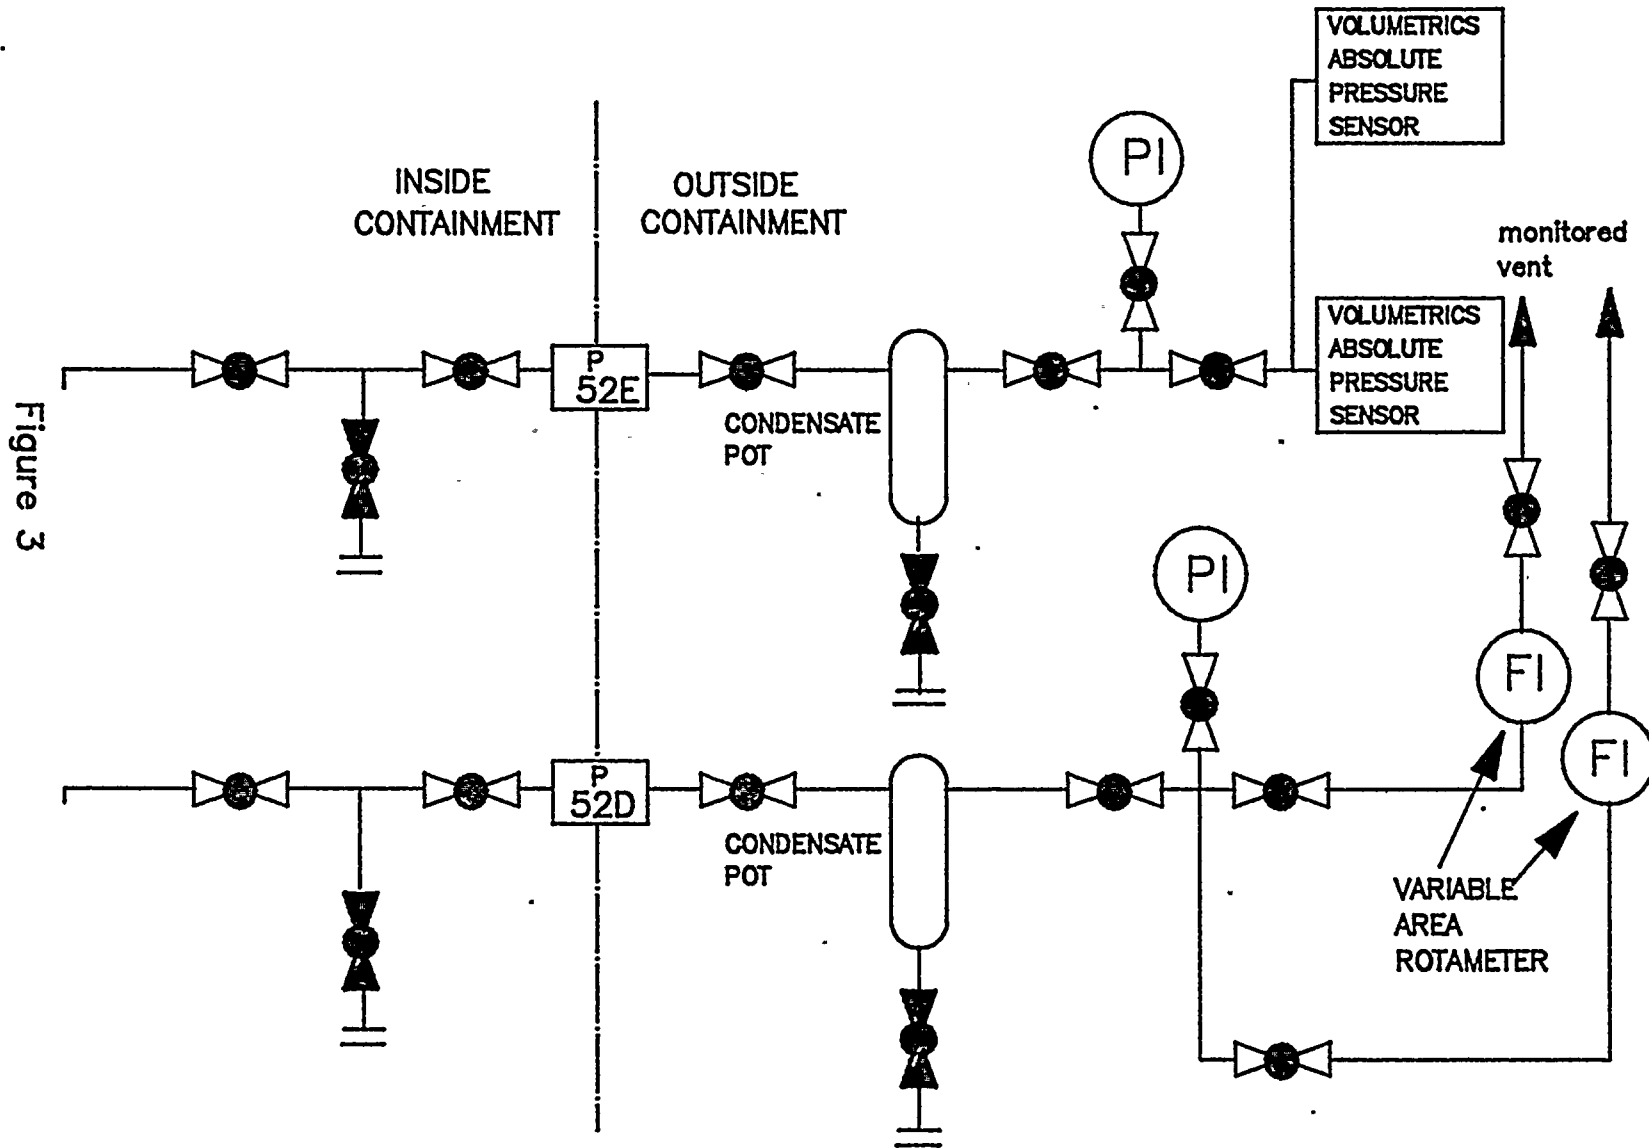 VOLUMETRICS
ABSOLUTE
PRESSURE
SENSOR
PI
INSIDE
CONTAINMENT
OUTSIDE
CONTAINMENT
monitored
vent
VOLUMETRICS
ABSOLUTE
PRESSURE
SENSOR
P
52E
CONDENSATE
POT
Figure 3
PI
FI
FI
P
52D
CONDENSATE
POT
VARIABLE
AREA
ROTAMETER